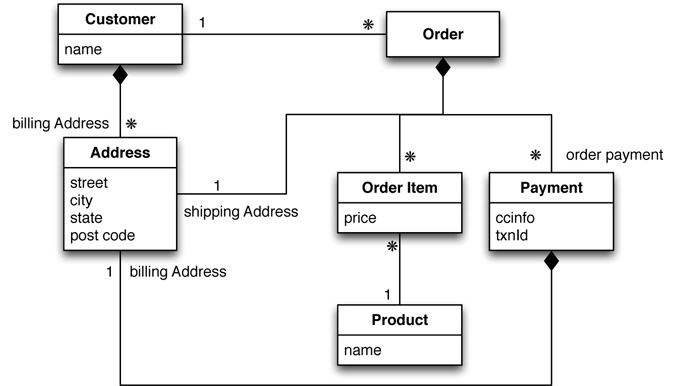 Customer
name
1
*
Order
billing Address
*
Address
street
city
state
post code
1
shipping Address
*
Order Item
price
*
order payment
Payment
ccinfo
txnId
1
billing Address
*
1
Product
name